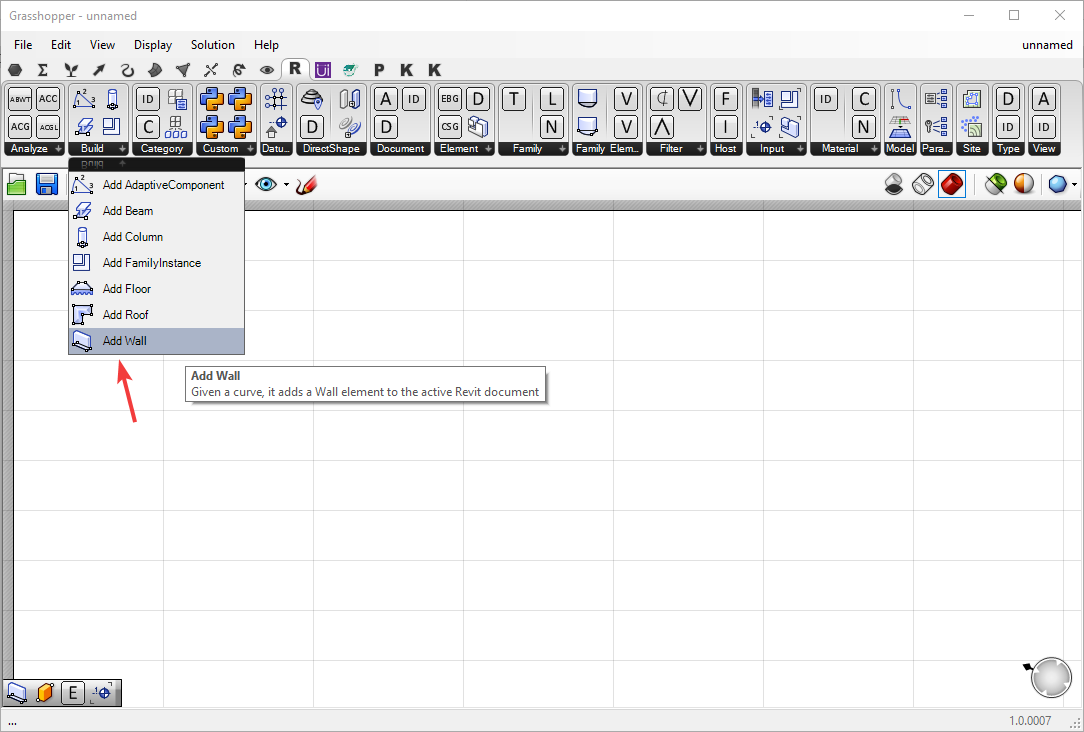 Grasshopper - unnamed
File Edit View Display Solution Help unnamed
R P K K
ABWT ACC ID A ID EBG D T L V F ID C D A
ACG ACGL C D D CSG N V I N ID ID
Analyze Build Category Custom Datu... DirectShape Document Element Family Family Elem... Filter Host Input Material Model Para... Site Type View
Build
Add AdaptiveComponent
Add Beam
Add Column
Add FamilyInstance
Add Floor
Add Roof
Add Wall
Add Wall
Given a curve, it adds a Wall element to the active Revit document
E
...
1.0.0007